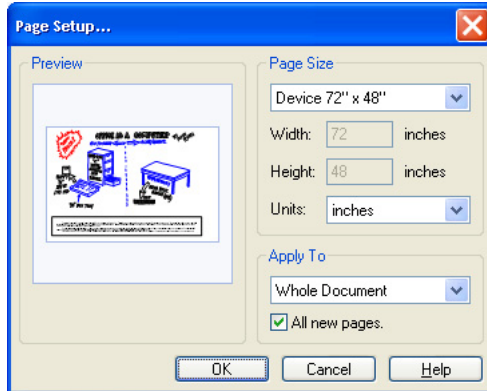 Page Setup...
Preview
Page Size
Device 72" x 48"
Width: 72 inches
Height: 48 inches
Units: inches
Apply To
Whole Document
All new pages.
OK Cancel Help